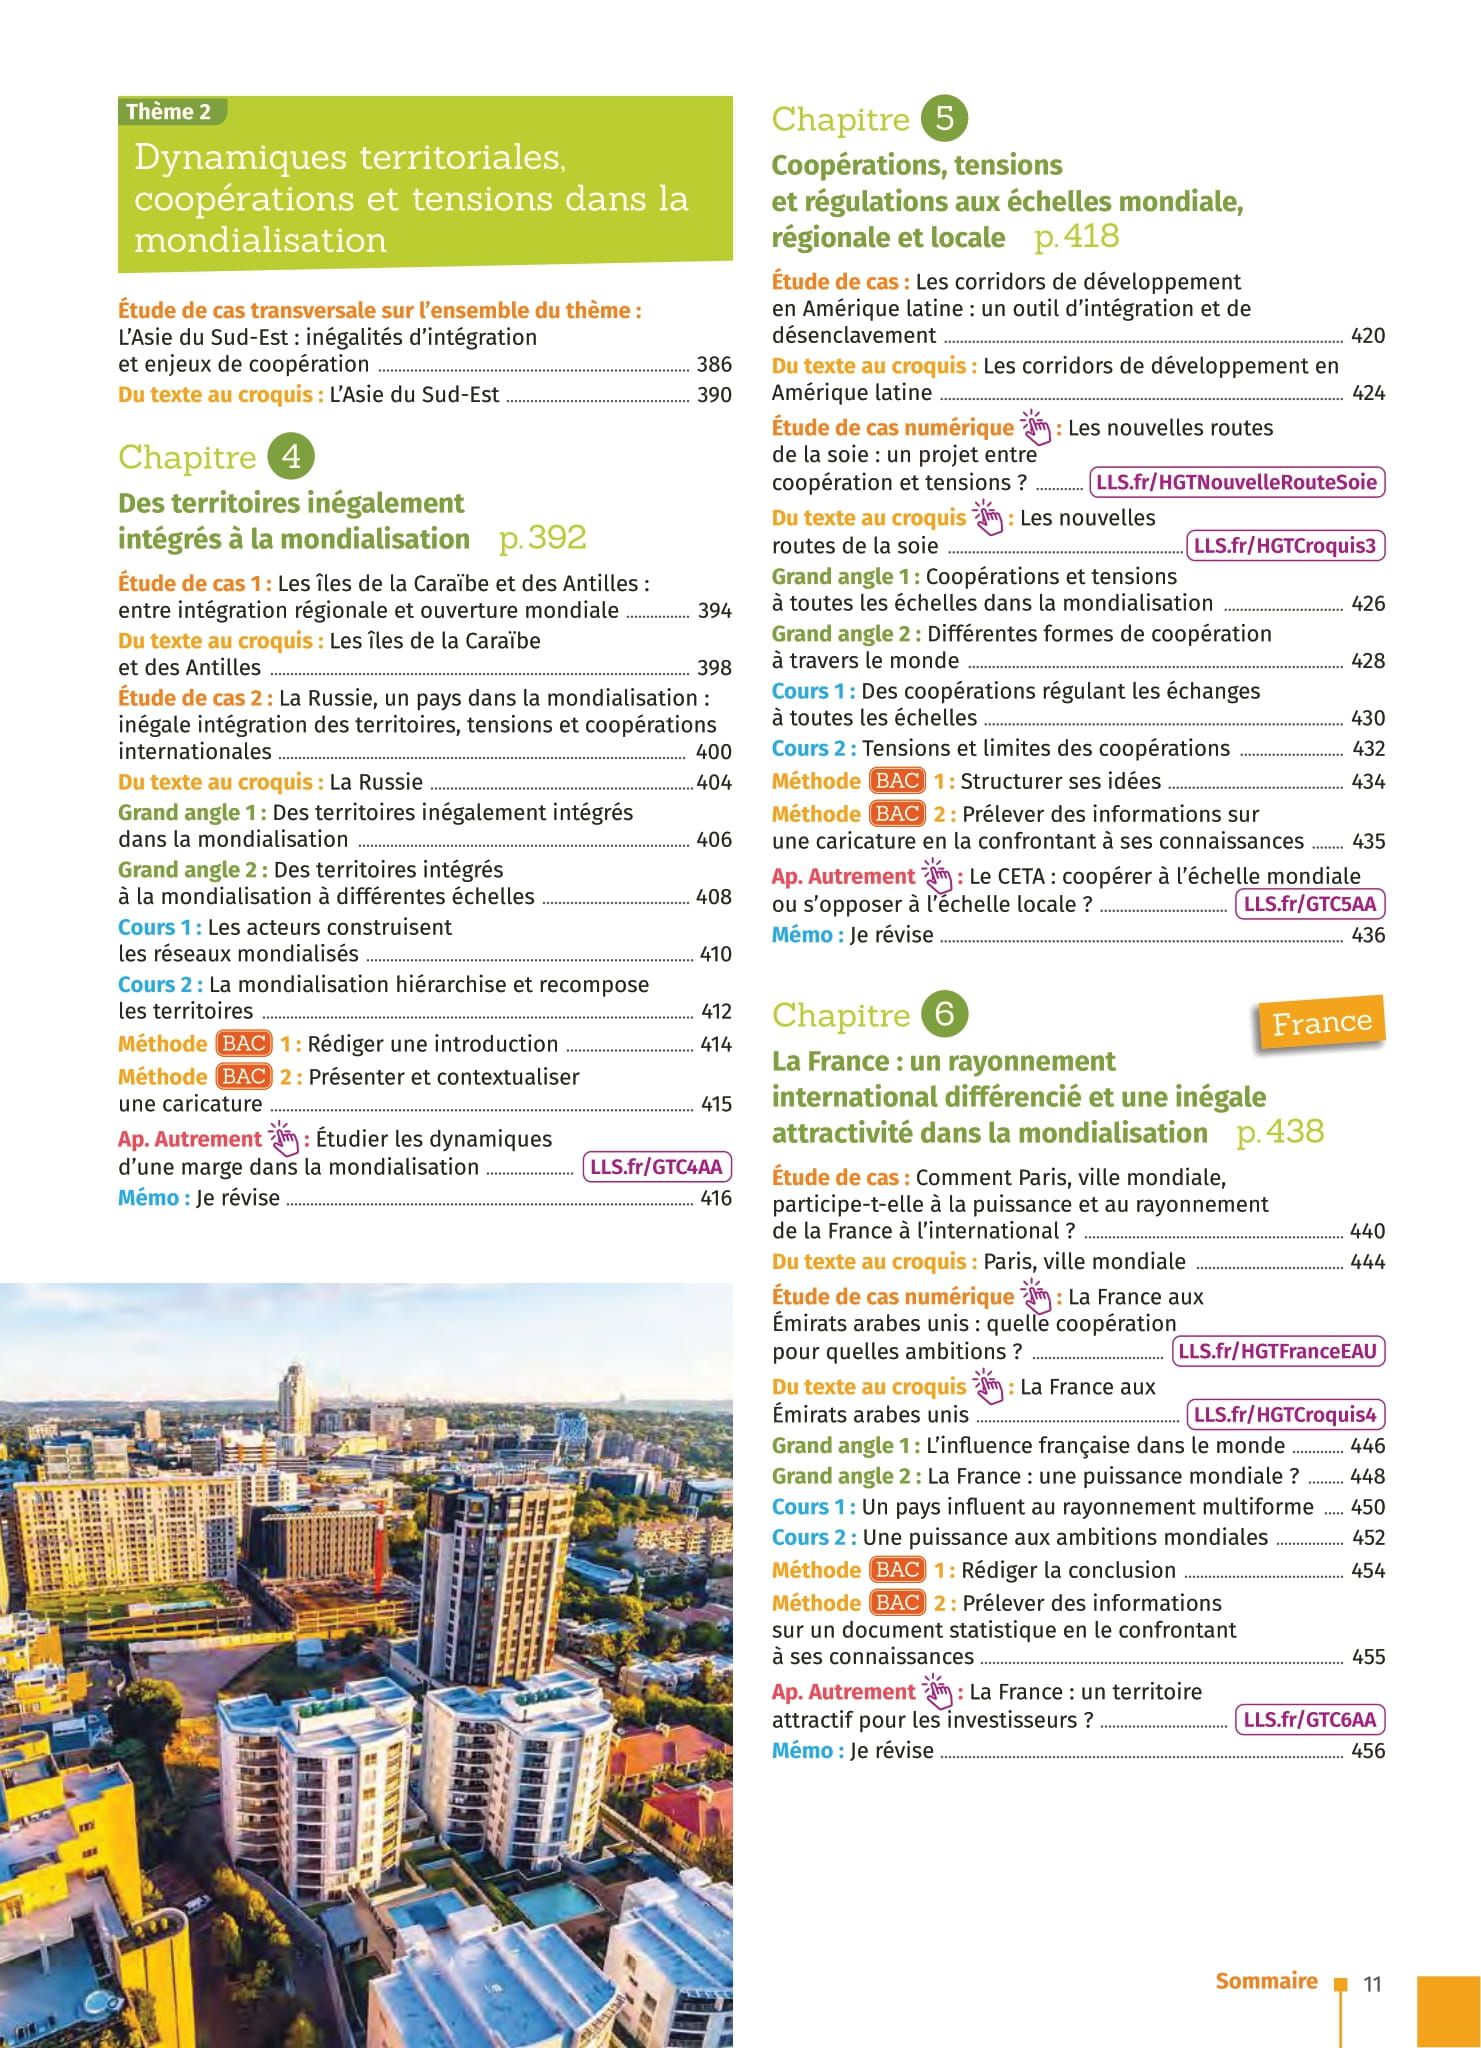 Thème 2
Dynamiques territoriales,
coopérations et tensions dans la
mondialisation
Étude de cas transversale sur l'ensemble du thème :
L'Asie du Sud-Est : inégalités d'intégration
et enjeux de coopération ........ 386
Du texte au croquis : L'Asie du Sud-Est ........ 390
Chapitre 4
Des territoires inégalement
intégrés à la mondialisation p. 392
Étude de cas 1 : Les îles de la Caraïbe et des Antilles :
entre intégration régionale et ouverture mondiale ........ 394
Du texte au croquis : Les îles de la Caraïbe
et des Antilles ........ 398
Étude de cas 2 : La Russie, un pays dans la mondialisation :
inégale intégration des territoires, tensions et coopérations
internationales ........ 400
Du texte au croquis : La Russie ........ 404
Grand angle 1 : Des territoires inégalement intégrés
dans la mondialisation ........ 406
Grand angle 2 : Des territoires intégrés
à la mondialisation à différentes échelles ........ 408
Cours 1 : Les acteurs construisent
les réseaux mondialisés ........ 410
Cours 2 : La mondialisation hiérarchise et recompose
les territoires ........ 412
Méthode BAC 1 : Rédiger une introduction ........ 414
Méthode BAC 2 : Présenter et contextualiser
une caricature ........ 415
Ap. Autrement : Étudier les dynamiques
d'une marge dans la mondialisation ........ LLS.fr/GTC4AA
Mémo : Je révise ........ 416
Chapitre 5
Coopérations, tensions
et régulations aux échelles mondiale,
régionale et locale p. 418
Étude de cas : Les corridors de développement
en Amérique latine : un outil d'intégration et de
désenclavement ........ 420
Du texte au croquis : Les corridors de développement en
Amérique latine ........ 424
Étude de cas numérique : Les nouvelles routes
de la soie : un projet entre
coopération et tensions ? ........ LLS.fr/HGTNouvelleRouteSoie
Du texte au croquis : Les nouvelles
routes de la soie ........ LLS.fr/HGTCroquis3
Grand angle 1 : Coopérations et tensions
à toutes les échelles dans la mondialisation ........ 426
Grand angle 2 : Différentes formes de coopération
à travers le monde ........ 428
Cours 1 : Des coopérations régulant les échanges
à toutes les échelles ........ 430
Cours 2 : Tensions et limites des coopérations ........ 432
Méthode BAC 1 : Structurer ses idées ........ 434
Méthode BAC 2 : Prélever des informations sur
une caricature en la confrontant à ses connaissances ........ 435
Ap. Autrement : Le CETA : coopérer à l'échelle mondiale
ou s'opposer à l'échelle locale ? ........ LLS.fr/GTC5AA
Mémo : Je révise ........ 436
Chapitre 6
France
La France : un rayonnement
international différencié et une inégale
attractivité dans la mondialisation p. 438
Étude de cas : Comment Paris, ville mondiale,
participe-t-elle à la puissance et au rayonnement
de la France à l'international ? ........ 440
Du texte au croquis : Paris, ville mondiale ........ 444
Étude de cas numérique : La France aux
Émirats arabes unis : quelle coopération
pour quelles ambitions ? ........ LLS.fr/HGTFranceEAU
Du texte au croquis : La France aux
Émirats arabes unis ........ LLS.fr/HGTCroquis4
Grand angle 1 : L'influence française dans le monde ........ 446
Grand angle 2 : La France : une puissance mondiale ? ........ 448
Cours 1 : Un pays influent au rayonnement multiforme ..... 450
Cours 2 : Une puissance aux ambitions mondiales ........ 452
Méthode BAC 1 : Rédiger la conclusion ........ 454
Méthode BAC 2 : Prélever des informations
sur un document statistique en le confrontant
à ses connaissances ........ 455
Ap. Autrement : La France : un territoire
attractif pour les investisseurs ? ........ LLS.fr/GTC6AA
Mémo : Je révise ........ 456
Sommaire 11